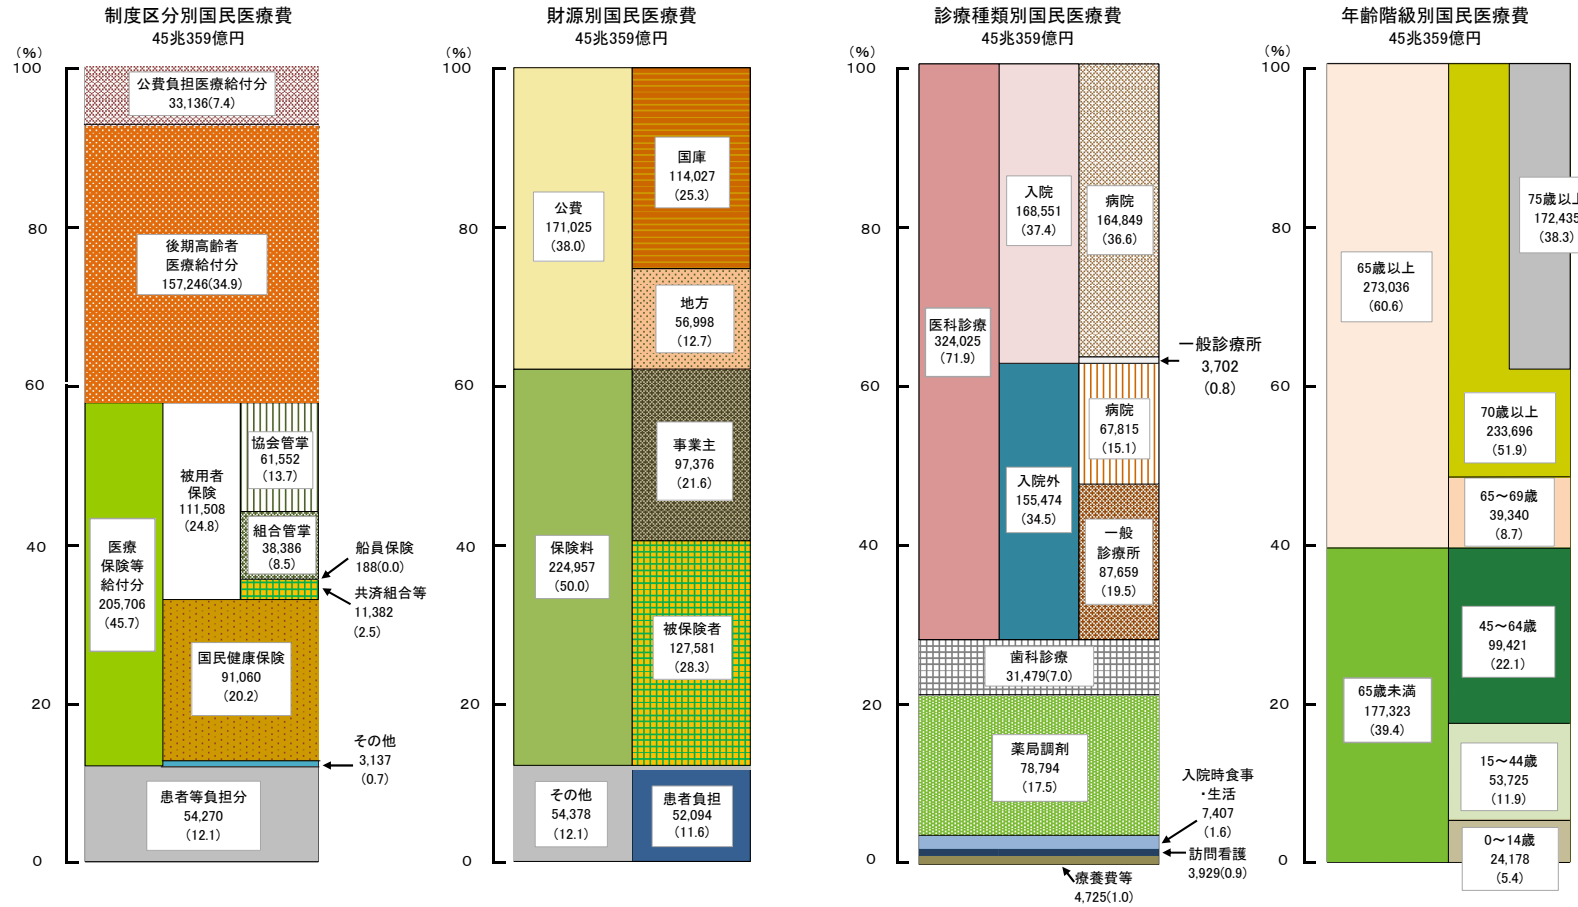 制度区分別国民医療費
45兆359億円
(%)
100
80
60
40
20
0
公費負担医療給付分
33,136(7.4)
後期高齢者
医療給付分
157,246(34.9)
医療
保険等
給付分
205,706
(45.7)
被用者
保険
111,508
(24.8)
協会管掌
61,552
(13.7)
組合管掌
38,386
(8.5)
船員保険
188(0.0)
共済組合等
11,382
(2.5)
国民健康保険
91,060
(20.2)
その他
3,137
(0.7)
患者等負担分
54,270
(12.1)
財源別国民医療費
45兆359億円
(%)
100
80
60
40
20
0
公費
171,025
(38.0)
国庫
114,027
(25.3)
地方
56,998
(12.7)
保険料
224,957
(50.0)
事業主
97,376
(21.6)
被保険者
127,581
(28.3)
その他
54,378
(12.1)
患者負担
52,094
(11.6)
診療種類別国民医療費
45兆359億円
(%)
100
80
60
40
20
0
医科診療
324,025
(71.9)
入院
168,551
(37.4)
病院
164,849
(36.6)
一般診療所
3,702
(0.8)
入院外
155,474
(34.5)
病院
67,815
(15.1)
一般
診療所
87,659
(19.5)
歯科診療
31,479(7.0)
薬局調剤
78,794
(17.5)
入院時食事
・生活
7,407
(1.6)
訪問看護
3,929(0.9)
療養費等
4,725(1.0)
年齢階級別国民医療費
45兆359億円
(%)
100
80
60
40
20
0
65歳以上
273,036
(60.6)
75歳以上
172,435
(38.3)
70歳以上
233,696
(51.9)
65～69歳
39,340
(8.7)
65歳未満
177,323
(39.4)
45～64歳
99,421
(22.1)
15～44歳
53,725
(11.9)
0～14歳
24,178
(5.4)